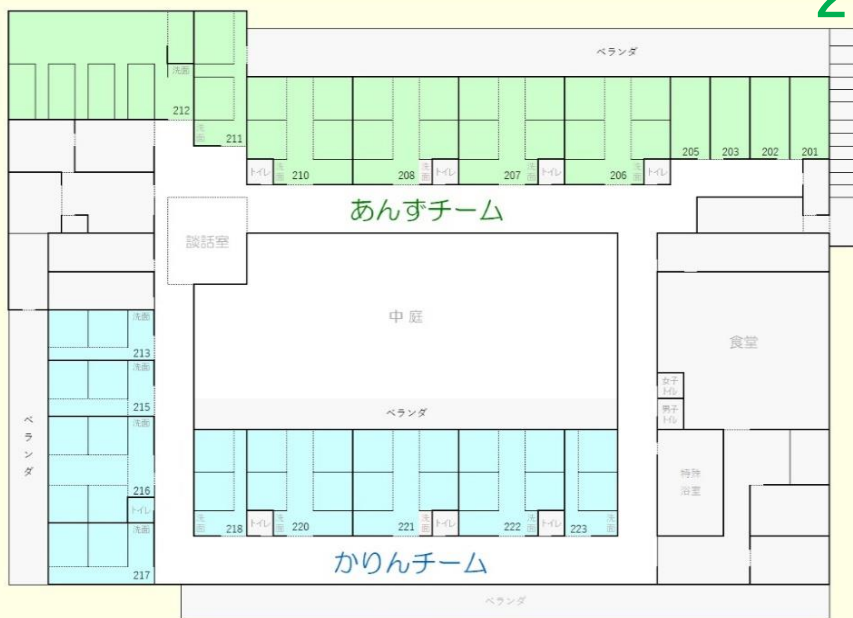 2
ベランダ
洗面
212
洗面
211
トイレ
洗面
210
208
洗面
トイレ
207
洗面
トイレ
206
洗面
トイレ
205
203
202
201
あんずチーム
談話室
中庭
食堂
洗面
213
洗面
215
女子
トイレ
男子
トイレ
ベランダ
ベランダ
洗面
216
トイレ
洗面
217
洗面
218
トイレ
洗面
220
221
洗面
トイレ
222
洗面
トイレ
223
洗面
特殊
浴室
かりんチーム
ベランダ